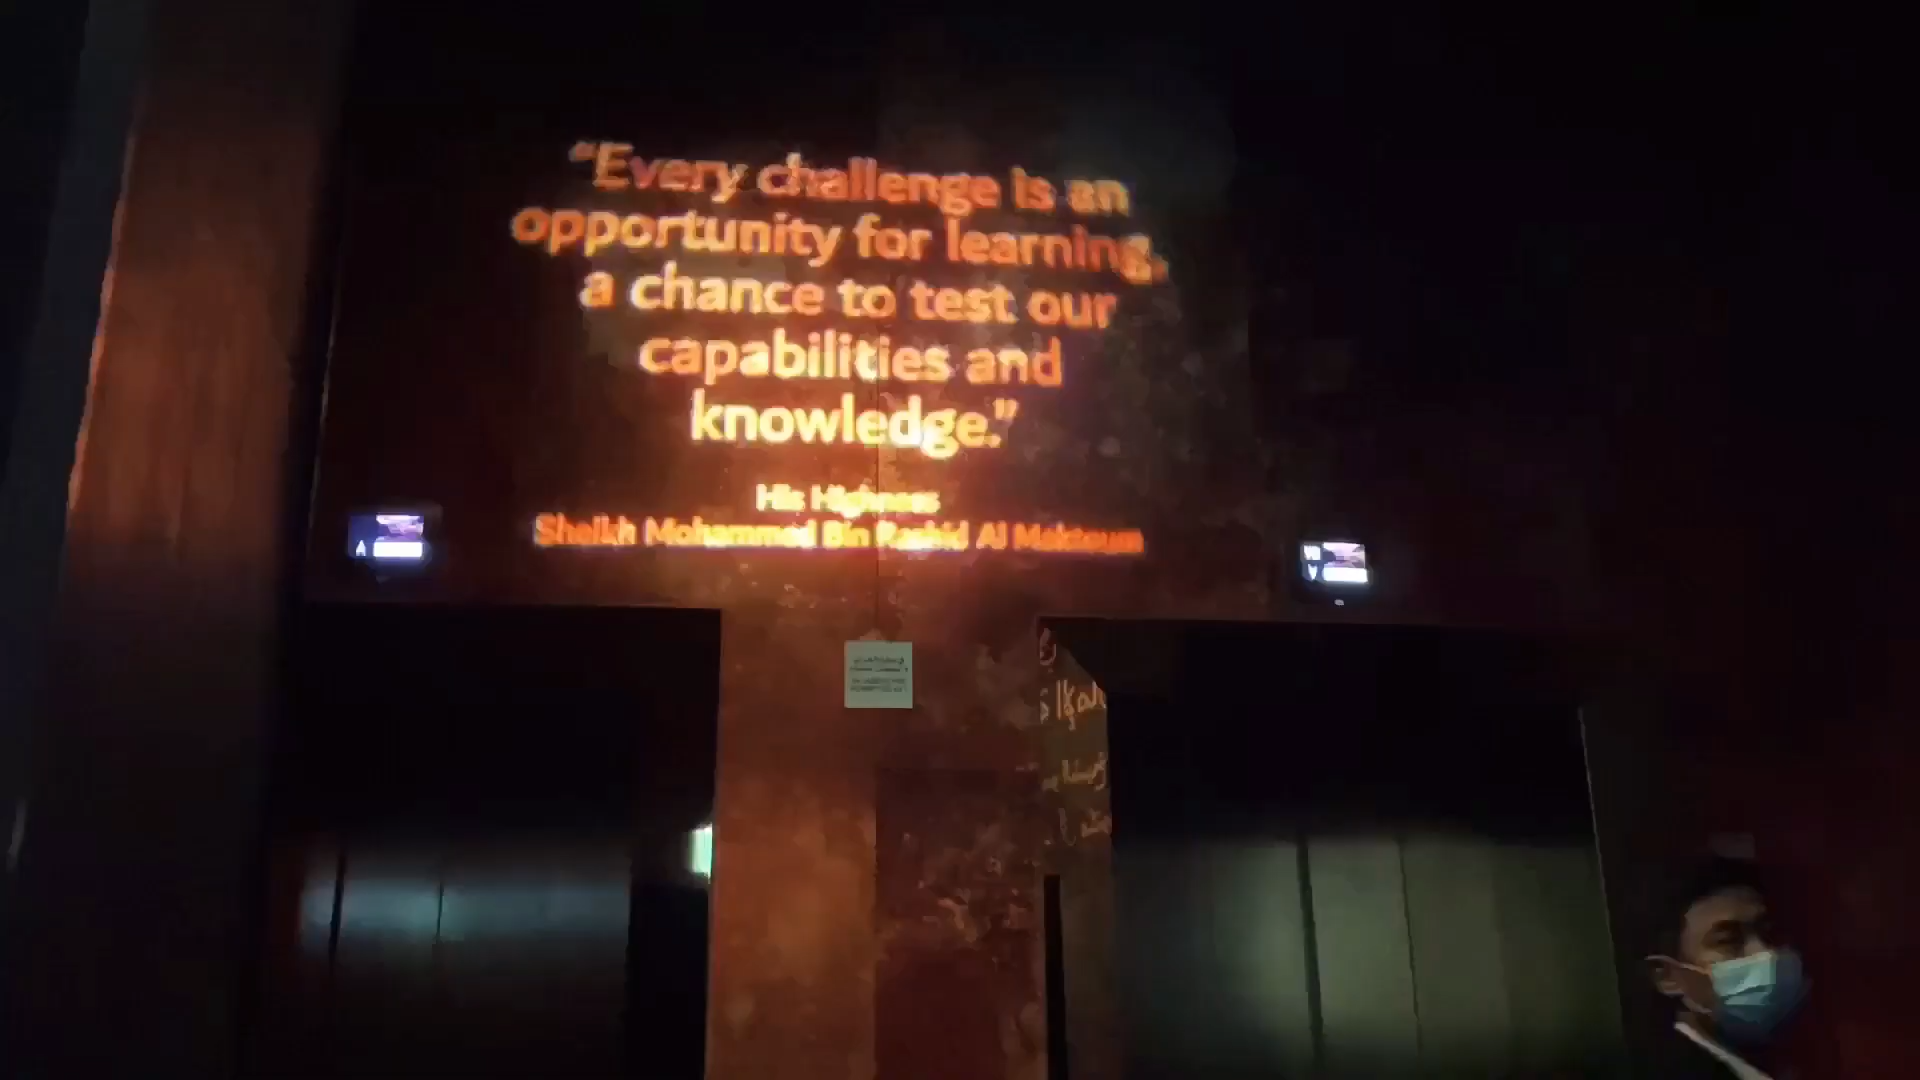 “Every challenge is an
opportunity for learning,
a chance to test our
capabilities and
knowledge.”
His Highness
Sheikh Mohammed Bin Rashid Al Maktoum